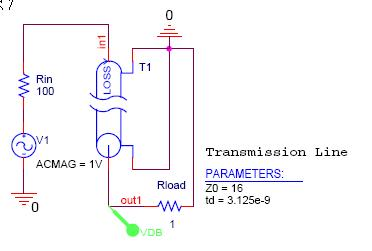 0
in1
T1
LOSS
Rin
100
V1
ACMAG = 1V
0
Transmission Line
PARAMETERS:
Z0 = 16
td = 3.125e-9
Rload
out1
1
VDB